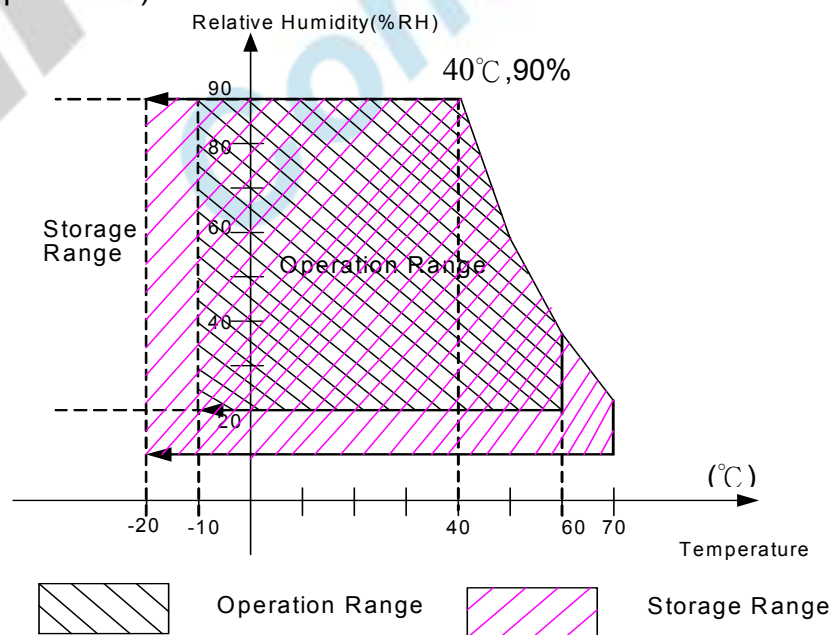 Relative Humidity(%RH)
40℃,90%
90
80
Storage
Range
60
Operation Range
40
20
(℃)
-20 -10 40 60 70
Temperature
Operation Range Storage Range